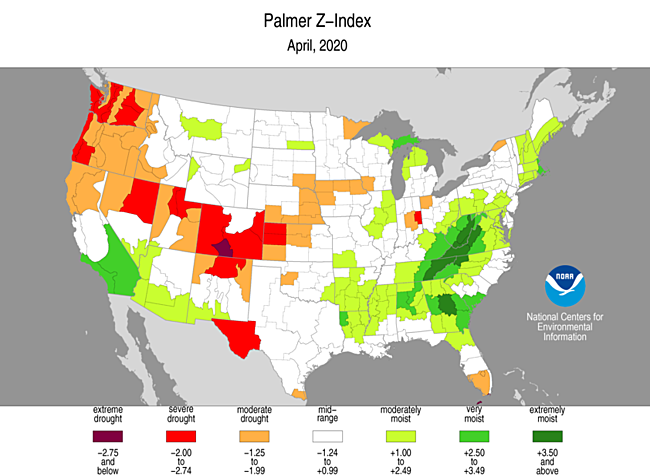 Palmer Z-Index
April, 2020
NOAA
National Centers for
Environmental
Information
extreme
drought
severe
drought
moderate
drought
mid-
range
moderately
moist
very
moist
extremely
moist
-2.75
and
below
-2.00
to
-2.74
-1.25
to
-1.99
-1.24
to
+0.99
+1.00
to
+2.49
+2.50
to
+3.49
+3.50
and
above